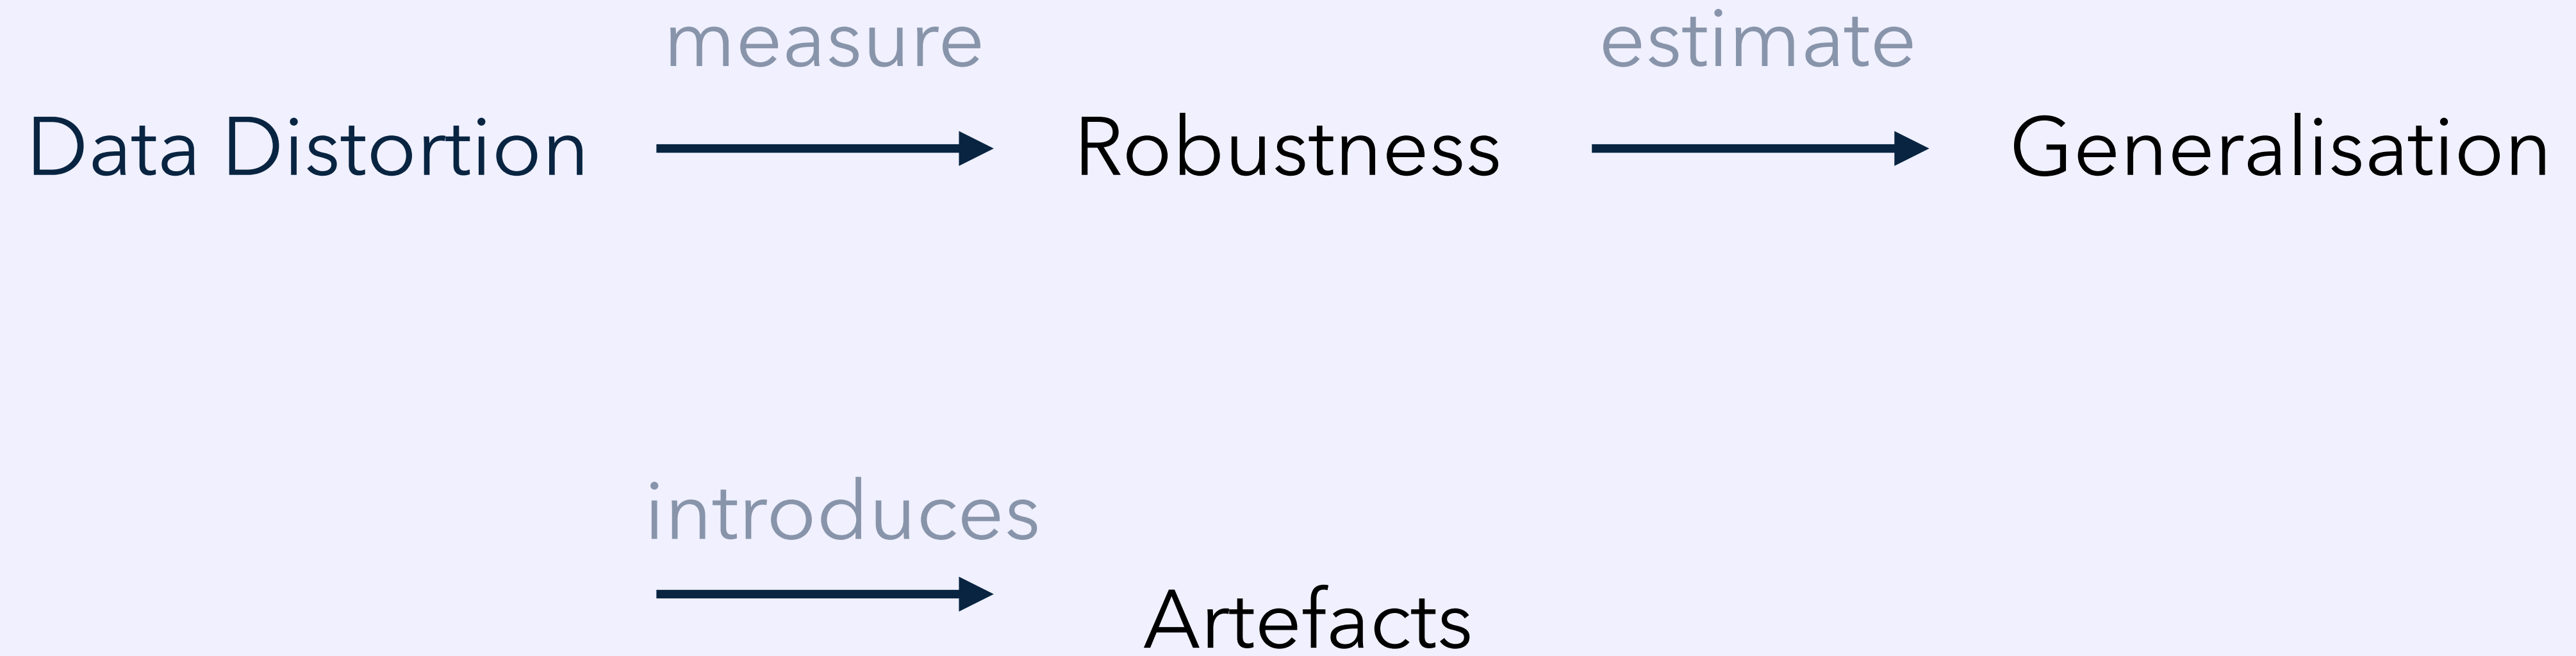 measure estimate
Data Distortion Robustness Generalisation
introduces
Artefacts